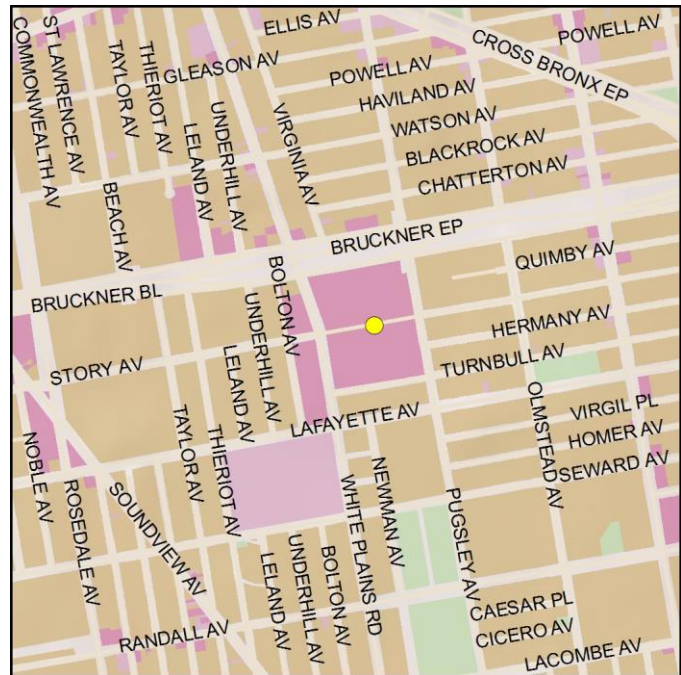 ELLIS AV
POWELL AV
ST LAWRENCE AV
COMMONWEALTH AV
TAYLOR AV
THIERIOT AV
GLEASON AV
CROSS BRONX EP
POWELL AV
HAVILAND AV
WATSON AV
BLACKROCK AV
CHATTERTON AV
VIRGINIA AV
UNDERHILL AV
LELAND AV
BEACH AV
BRUCKNER EP
BRUCKNER BL
QUIMBY AV
BOLTON AV
UNDERHILL AV
LELAND AV
HERMANY AV
STORY AV
TURNBULL AV
LAFAYETTE AV
VIRGIL PL
HOMER AV
SEWARD AV
OLMSTEAD AV
TAYLOR AV
THIERIOT AV
NOBLE AV
ROSEDALE AV
SOUNDVIEW AV
WHITE PLAINS RD
NEWMAN AV
PUGSLEY AV
LELAND AV
UNDERHILL AV
BOLTON AV
CAESAR PL
CICERO AV
RANDALL AV
LACOMBE AV